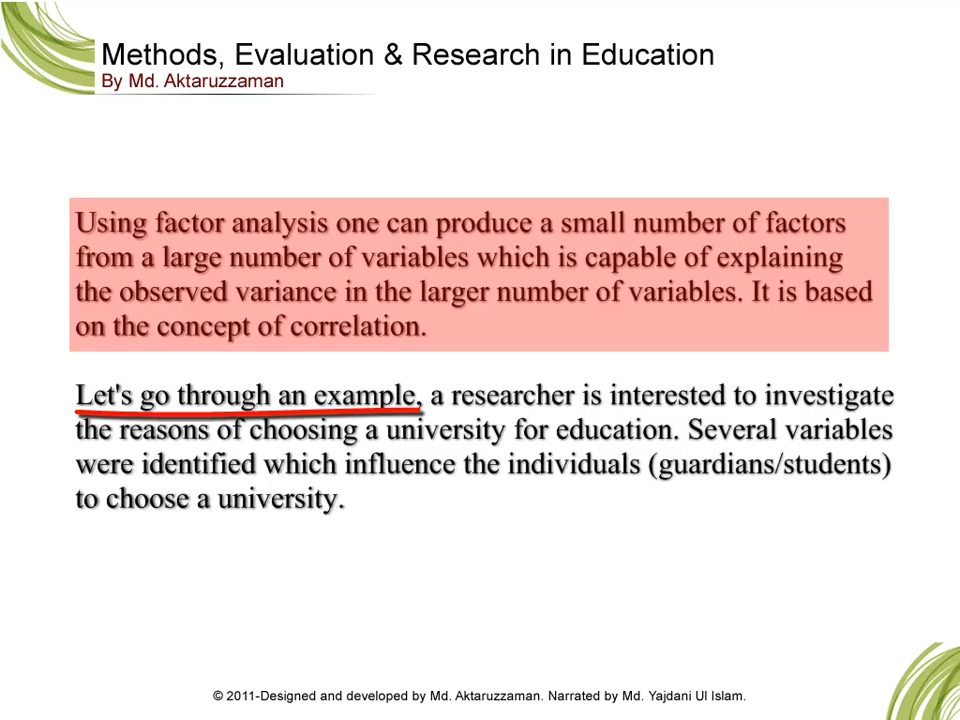 Methods, Evaluation & Research in Education
By Md. Aktaruzzaman
Using factor analysis one can produce a small number of factors
from a large number of variables which is capable of explaining
the observed variance in the larger number of variables. It is based
on the concept of correlation.
Let's go through an example, a researcher is interested to investigate
the reasons of choosing a university for education. Several variables
were identified which influence the individuals (guardians/students)
to choose a university.
© 2011-Designed and developed by Md. Aktaruzzaman. Narrated by Md. Yajdani Ul Islam.